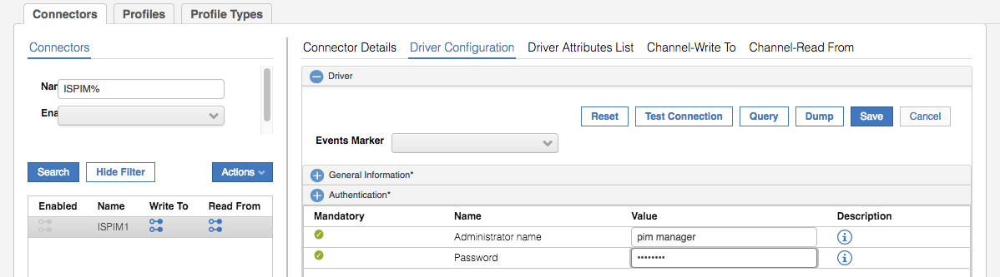 Connectors Profiles Profile Types
Connectors
Nam
ISPIM%
Ena
Search Hide Filter Actions
Enabled Name Write To Read From
ISPIM1
Connector Details Driver Configuration Driver Attributes List Channel-Write To Channel-Read From
Driver
Reset Test Connection Query Dump Save Cancel
Events Marker
General Information*
Authentication*
Mandatory Name Value Description
Administrator name pim manager
Password ••••••••